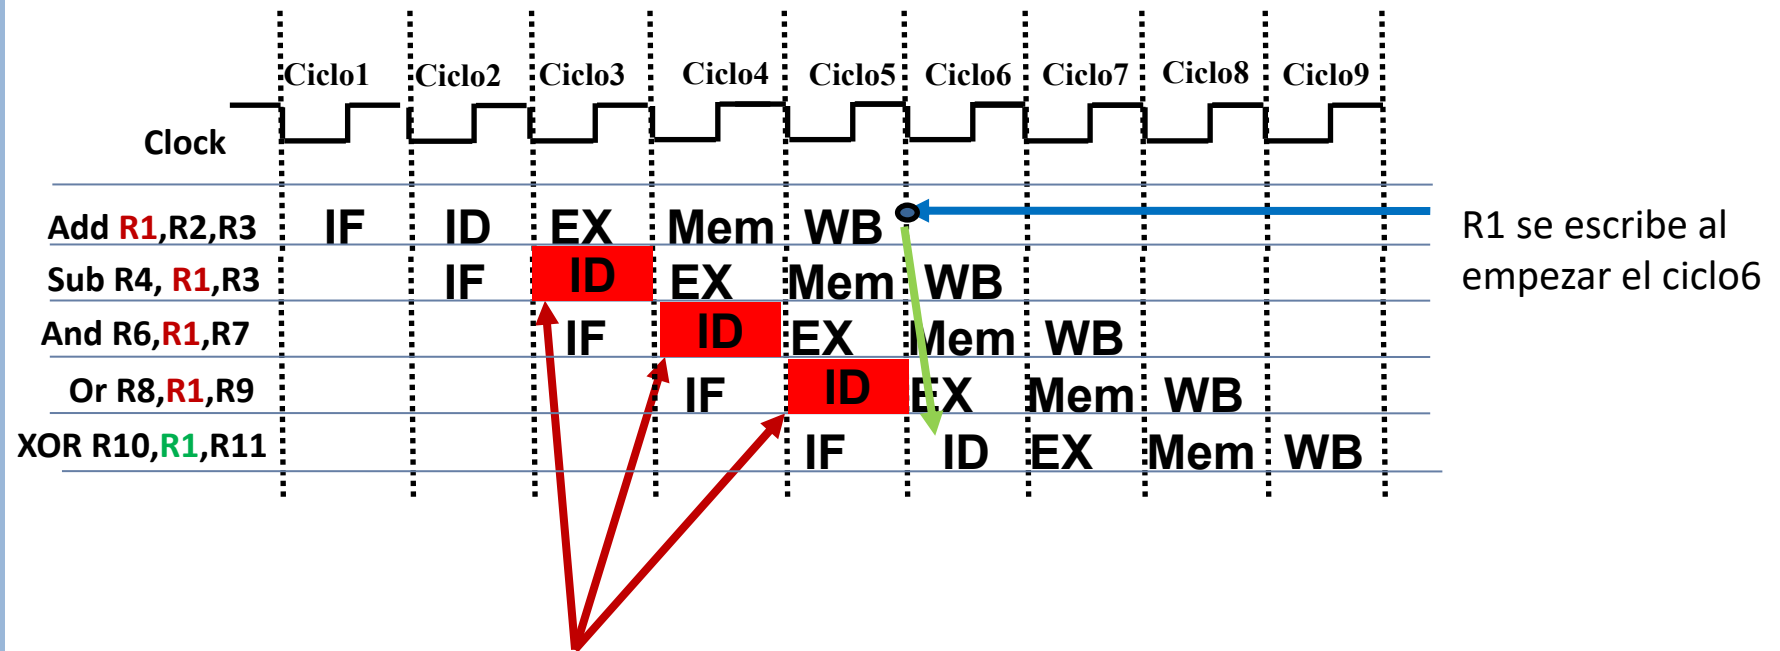 Ciclo1 Ciclo2 Ciclo3 Ciclo4 Ciclo5 Ciclo6 Ciclo7 Ciclo8 Ciclo9
Clock
Add R1,R2,R3 IF ID EX Mem WB
R1 se escribe al
empezar el ciclo6
Sub R4, R1,R3 IF ID EX Mem WB
And R6,R1,R7 IF ID EX Mem WB
Or R8,R1,R9 IF ID EX Mem WB
XOR R10,R1,R11 IF ID EX Mem WB